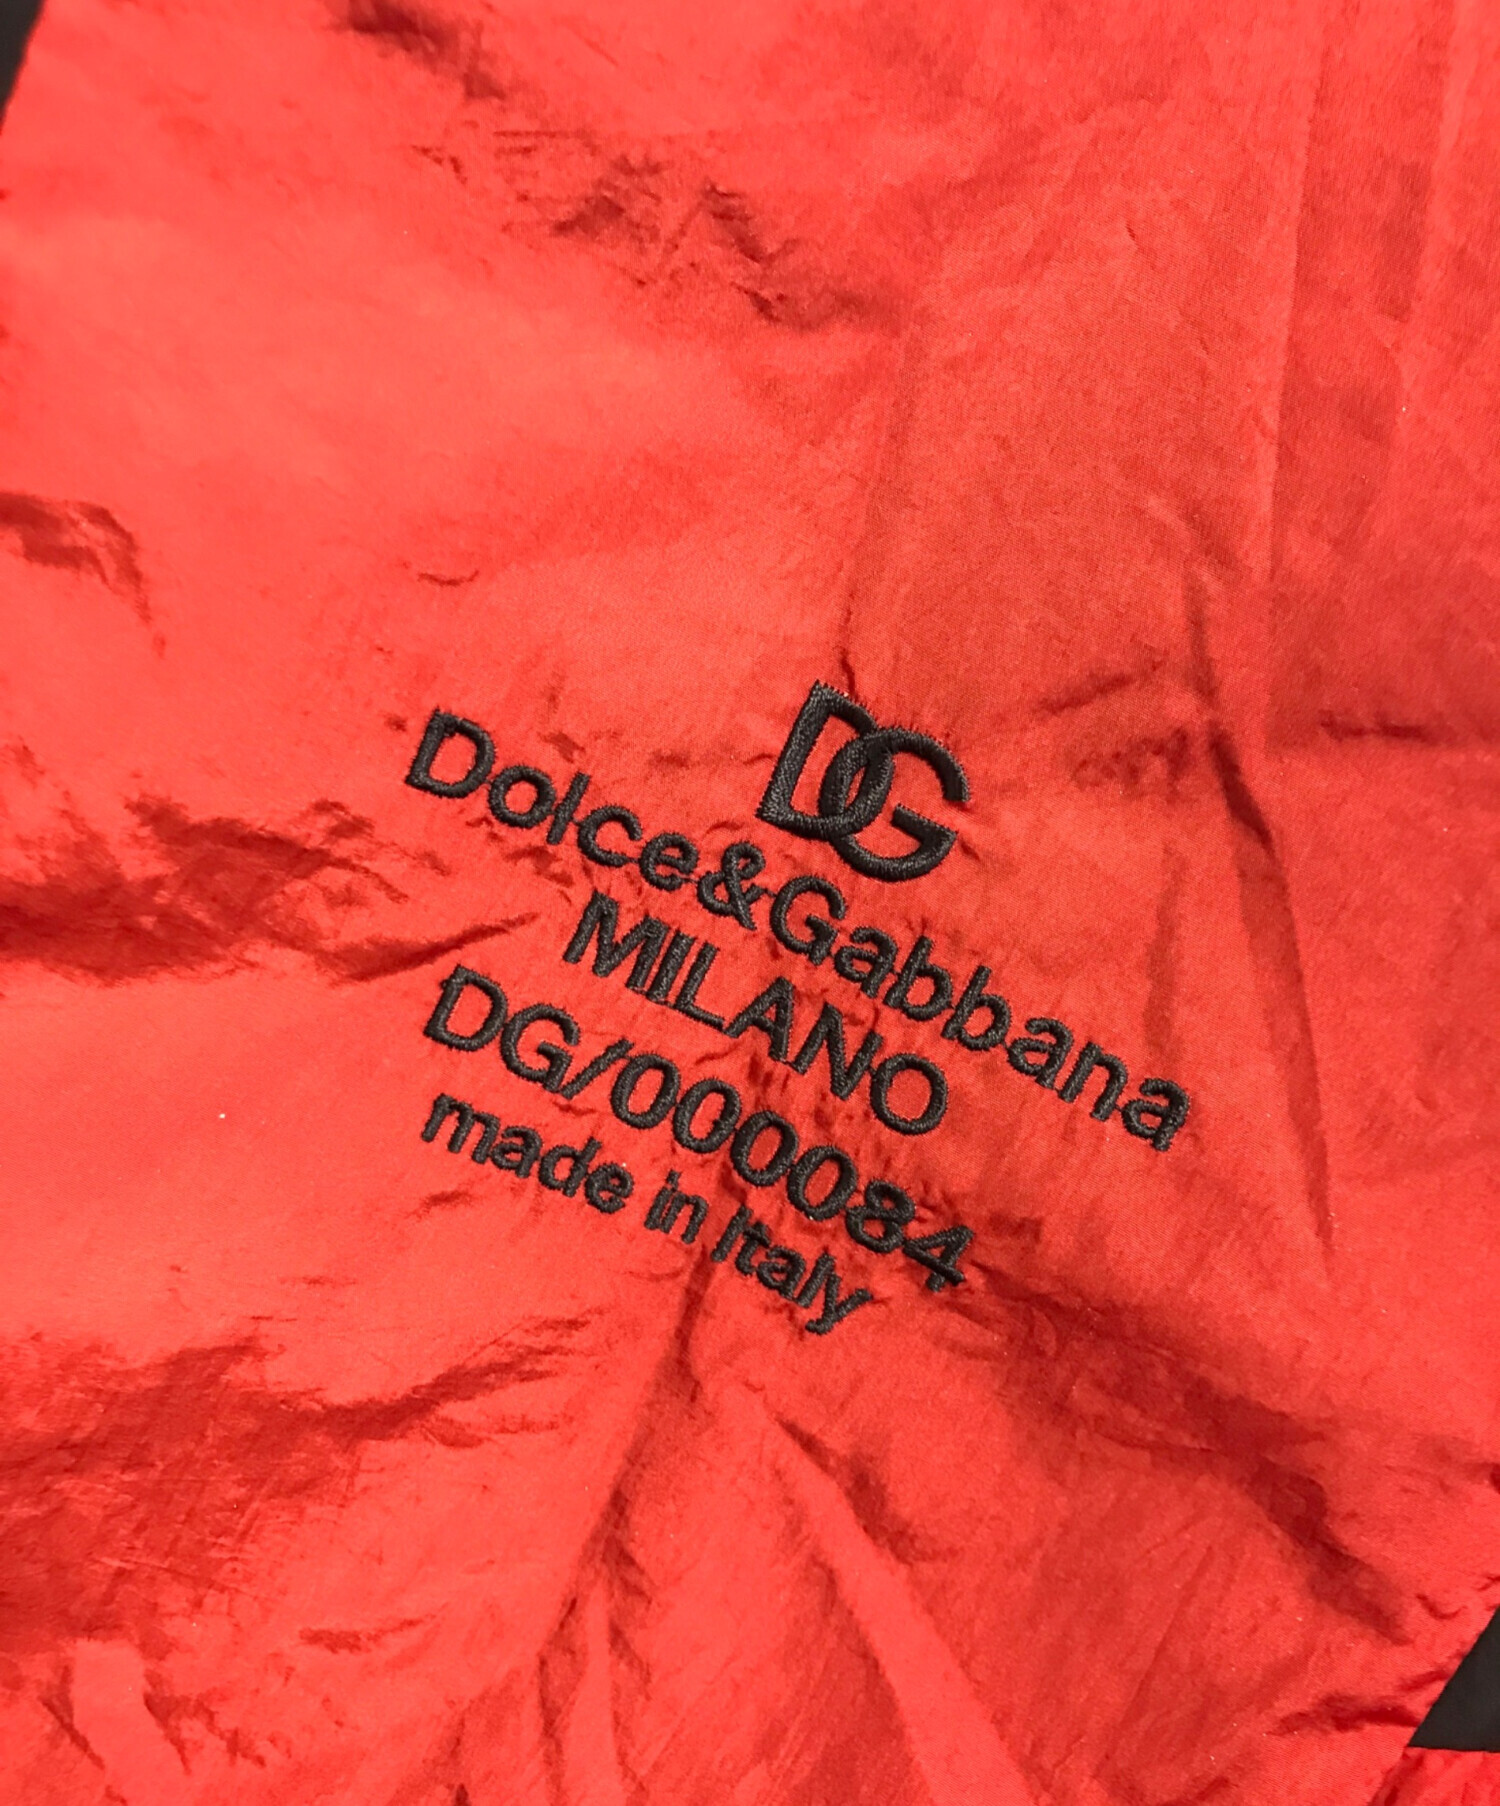 DG
Dolce&Gabbana
MILANO
DG/000084
made in Italy